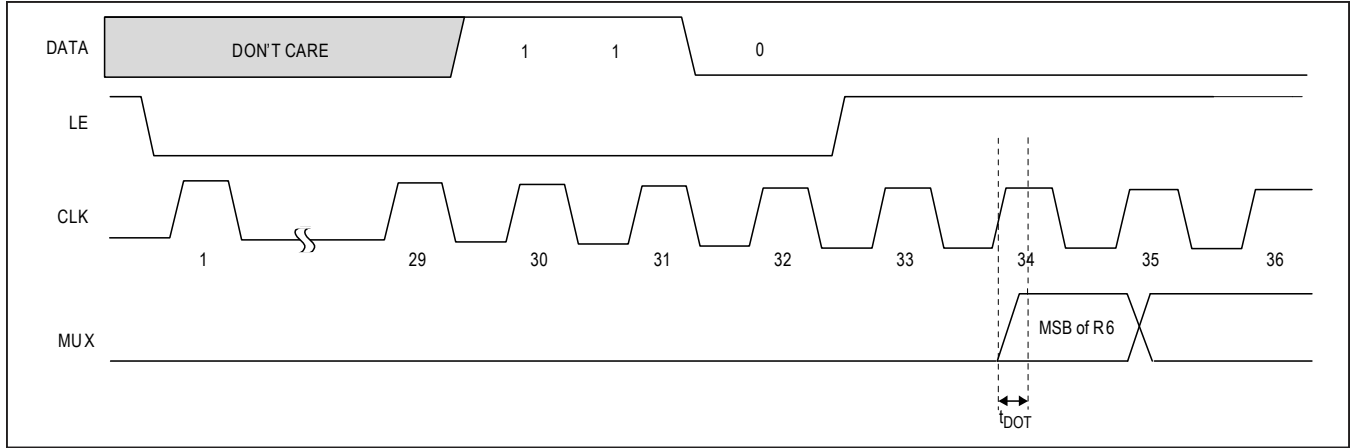 DATA DON'T CARE 1 1 0
LE
CLK
1 29 30 31 32 33 34 35 36
MUX MSB of R6
tDOT